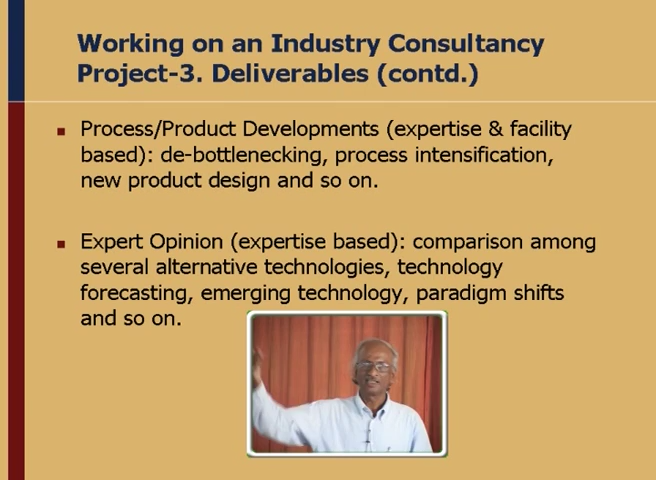 Working on an Industry Consultancy
Project-3. Deliverables (contd.)
Process/Product Developments (expertise & facility
based): de-bottlenecking, process intensification,
new product design and so on.
Expert Opinion (expertise based): comparison among
several alternative technologies, technology
forecasting, emerging technology, paradigm shifts
and so on.